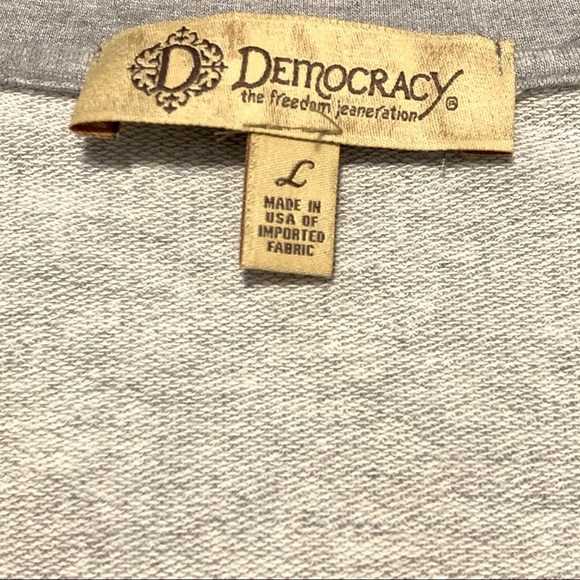 D DEMOCRACY®
the freedom jeaneration
L
MADE IN
USA OF
IMPORTED
FABRIC